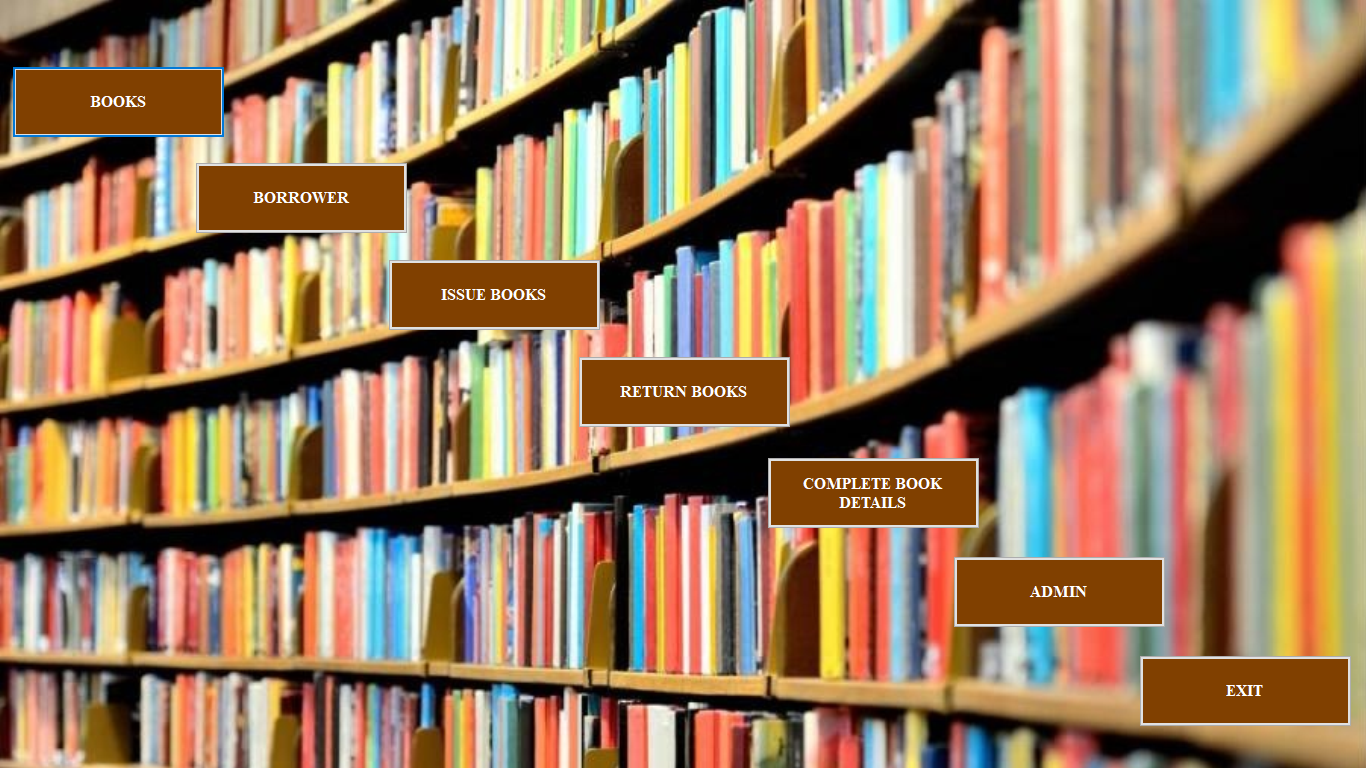 BOOKS
BORROWER
ISSUE BOOKS
RETURN BOOKS
COMPLETE BOOK
DETAILS
ADMIN
EXIT